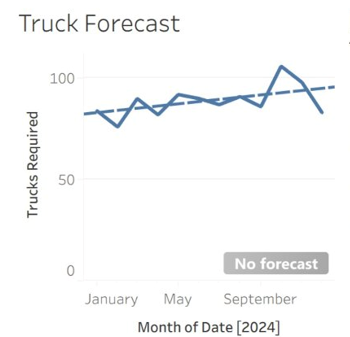 Truck Forecast
100
50
0
Trucks Required
No forecast
January May September
Month of Date [2024]